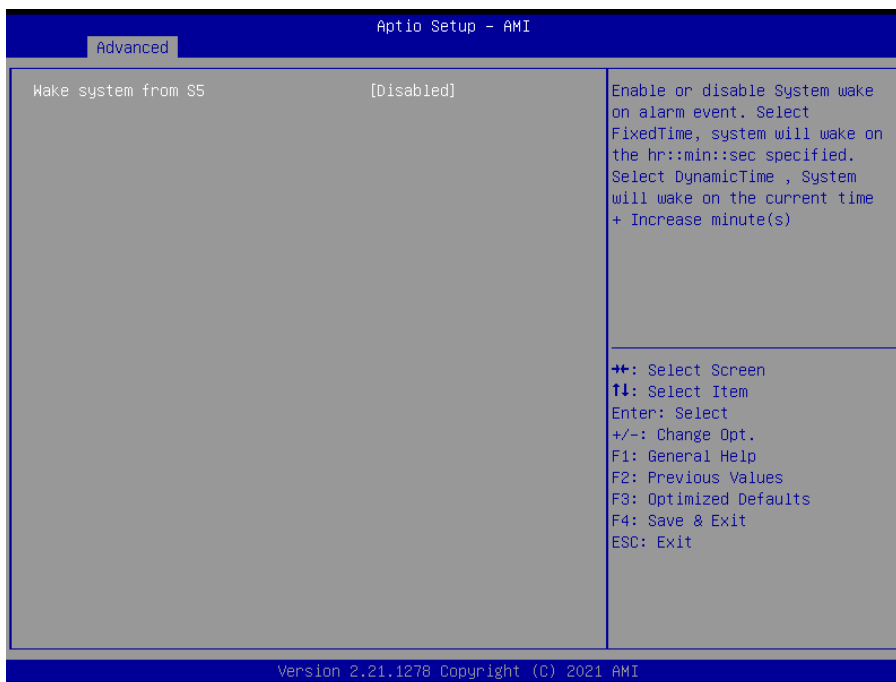 Aptio Setup – AMI
Advanced
Wake system from S5 [Disabled]
Enable or disable System wake
on alarm event. Select
FixedTime, system will wake on
the hr::min::sec specified.
Select DynamicTime , System
will wake on the current time
+ Increase minute(s)
→←: Select Screen
↑↓: Select Item
Enter: Select
+/-: Change Opt.
F1: General Help
F2: Previous Values
F3: Optimized Defaults
F4: Save & Exit
ESC: Exit
Version 2.21.1278 Copyright (C) 2021 AMI